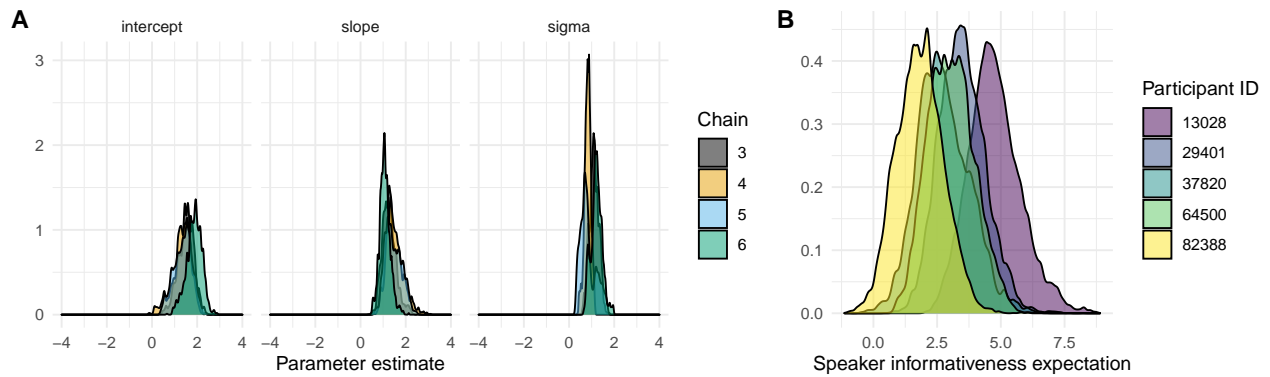 A
intercept
slope
sigma
3
2
1
0
−4 −2 0 2 4
−4 −2 0 2 4
−4 −2 0 2 4
Parameter estimate
Chain
3
4
5
6
B
0.4
0.3
0.2
0.1
0.0
0.0 2.5 5.0 7.5
Speaker informativeness expectation
Participant ID
13028
29401
37820
64500
82388